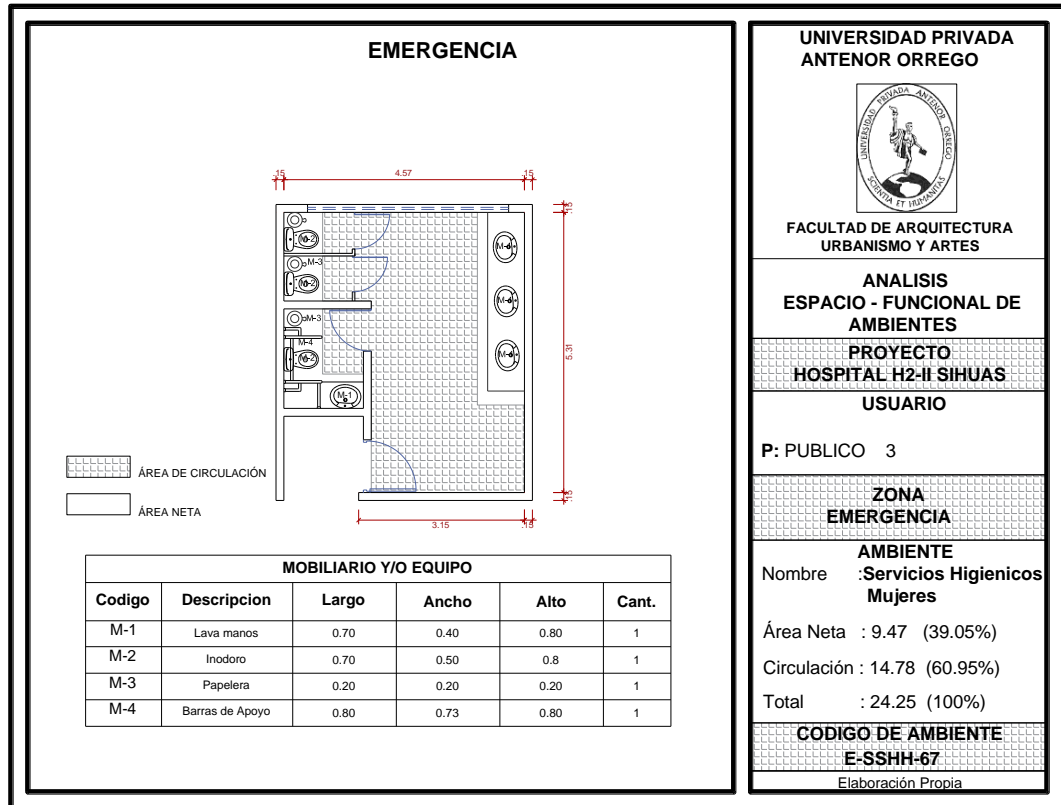 EMERGENCIA
.15
4.57
.15
.15
M-2
M-3
M-2
M-3
M-4
M-2
M-1
5.31
3.15
.15
.15
ÁREA DE CIRCULACIÓN
ÁREA NETA
MOBILIARIO Y/O EQUIPO
Codigo Descripcion Largo Ancho Alto Cant.
M-1 Lava manos 0.70 0.40 0.80 1
M-2 Inodoro 0.70 0.50 0.8 1
M-3 Papelera 0.20 0.20 0.20 1
M-4 Barras de Apoyo 0.80 0.73 0.80 1
UNIVERSIDAD PRIVADA
ANTENOR ORREGO
UNIVERSIDAD PRIVADA ANTENOR ORREGO
SCIENTIA ET HUMANITAS
FACULTAD DE ARQUITECTURA
URBANISMO Y ARTES
ANALISIS
ESPACIO - FUNCIONAL DE
AMBIENTES
PROYECTO
HOSPITAL H2-II SIHUAS
USUARIO
P: PUBLICO 3
ZONA
EMERGENCIA
AMBIENTE
Nombre :Servicios Higienicos
Mujeres
Área Neta : 9.47 (39.05%)
Circulación : 14.78 (60.95%)
Total : 24.25 (100%)
CODIGO DE AMBIENTE
E-SSHH-67
Elaboración Propia